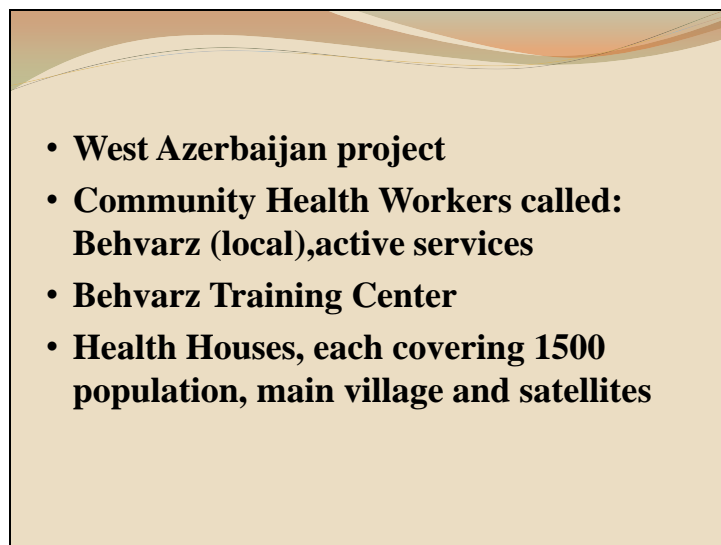 • West Azerbaijan project
• Community Health Workers called:
Behvarz (local),active services
• Behvarz Training Center
• Health Houses, each covering 1500
population, main village and satellites